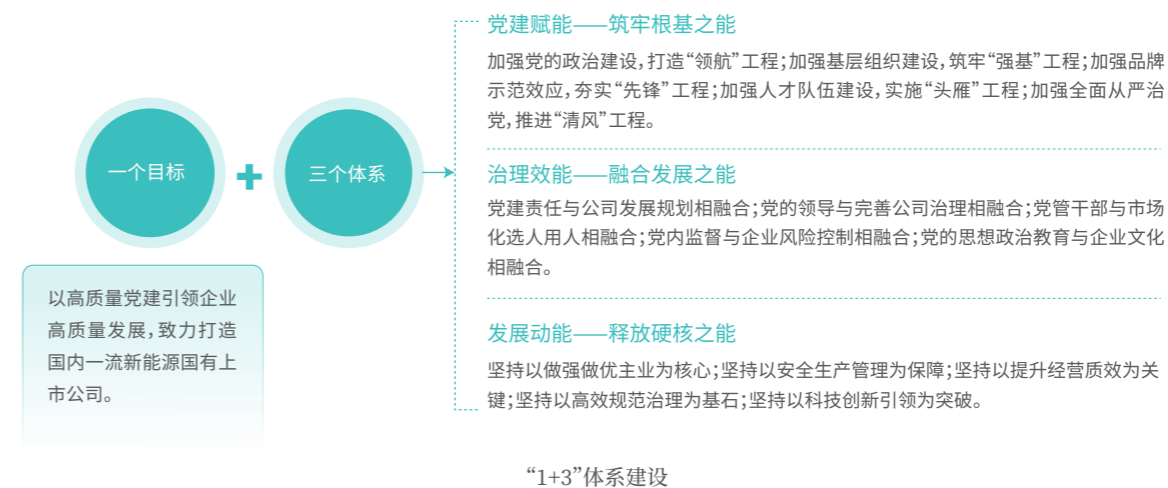 一个目标
三个体系
以高质量党建引领企业
高质量发展,致力打造
国内一流新能源国有上
市公司。
党建赋能——筑牢根基之能
加强党的政治建设,打造“领航”工程;加强基层组织建设,筑牢“强基”工程;加强品牌
示范效应,夯实“先锋”工程;加强人才队伍建设,实施“头雁”工程;加强全面从严治
党,推进“清风”工程。
治理效能——融合发展之能
党建责任与公司发展规划相融合;党的领导与完善公司治理相融合;党管干部与市场
化选人用人相融合;党内监督与企业风险控制相融合;党的思想政治教育与企业文化
相融合。
发展动能——释放硬核之能
坚持以做强做优主业为核心;坚持以安全生产管理为保障;坚持以提升经营质效为关
键;坚持以高效规范治理为基石;坚持以科技创新引领为突破。
“1+3”体系建设